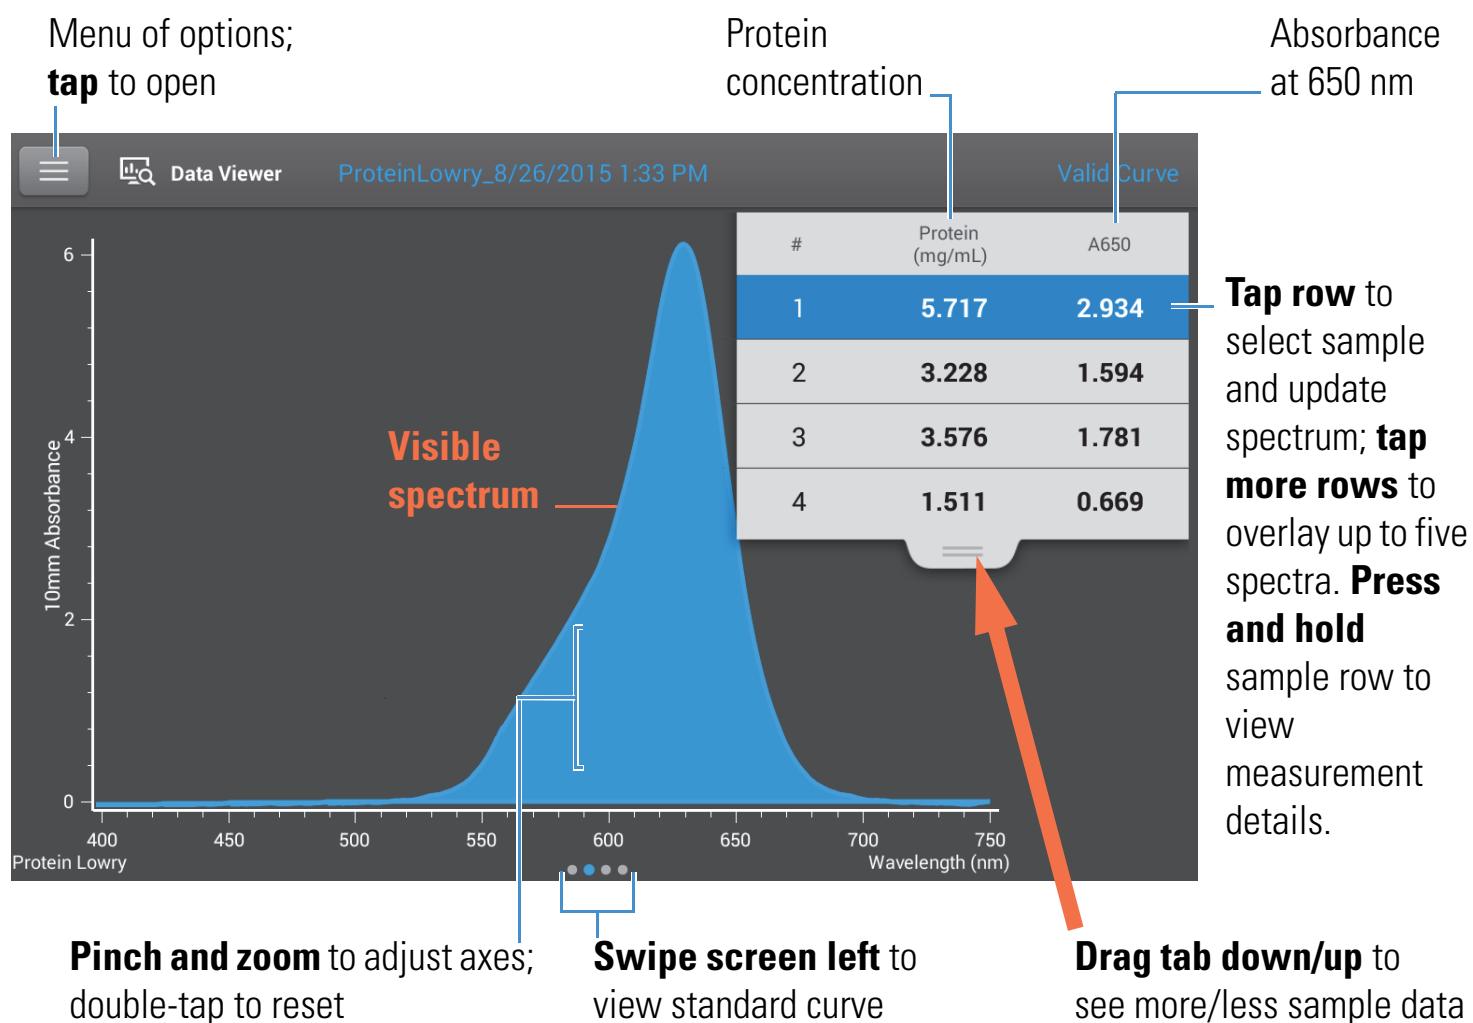 Menu of options;
tap to open
Protein
concentration
Absorbance
at 650 nm
Data Viewer
ProteinLowry_8/26/2015 1:33 PM
Valid Curve
# Protein (mg/mL) A650
1 5.717 2.934
2 3.228 1.594
3 3.576 1.781
4 1.511 0.669
Tap row to
select sample
and update
spectrum; tap
more rows to
overlay up to five
spectra. Press
and hold
sample row to
view
measurement
details.
Visible
spectrum
10mm Absorbance
6
4
2
0
400 450 500 550 600 650 700 750
Protein Lowry
Wavelength (nm)
Pinch and zoom to adjust axes;
double-tap to reset
Swipe screen left to
view standard curve
Drag tab down/up to
see more/less sample data